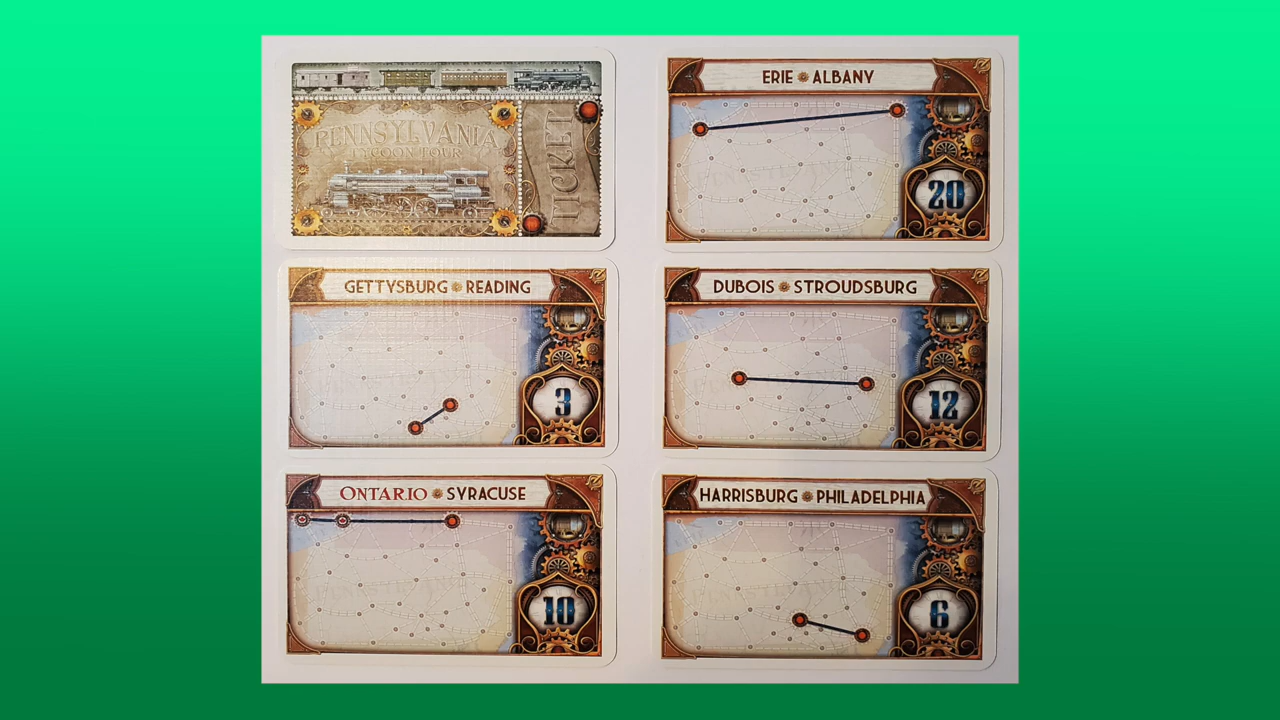 PENNSYLVANIA
TYCOON TOUR
TICKET
ERIE ALBANY
20
GETTYSBURG READING
3
DUBOIS STROUDSBURG
12
ONTARIO SYRACUSE
10
HARRISBURG PHILADELPHIA
6